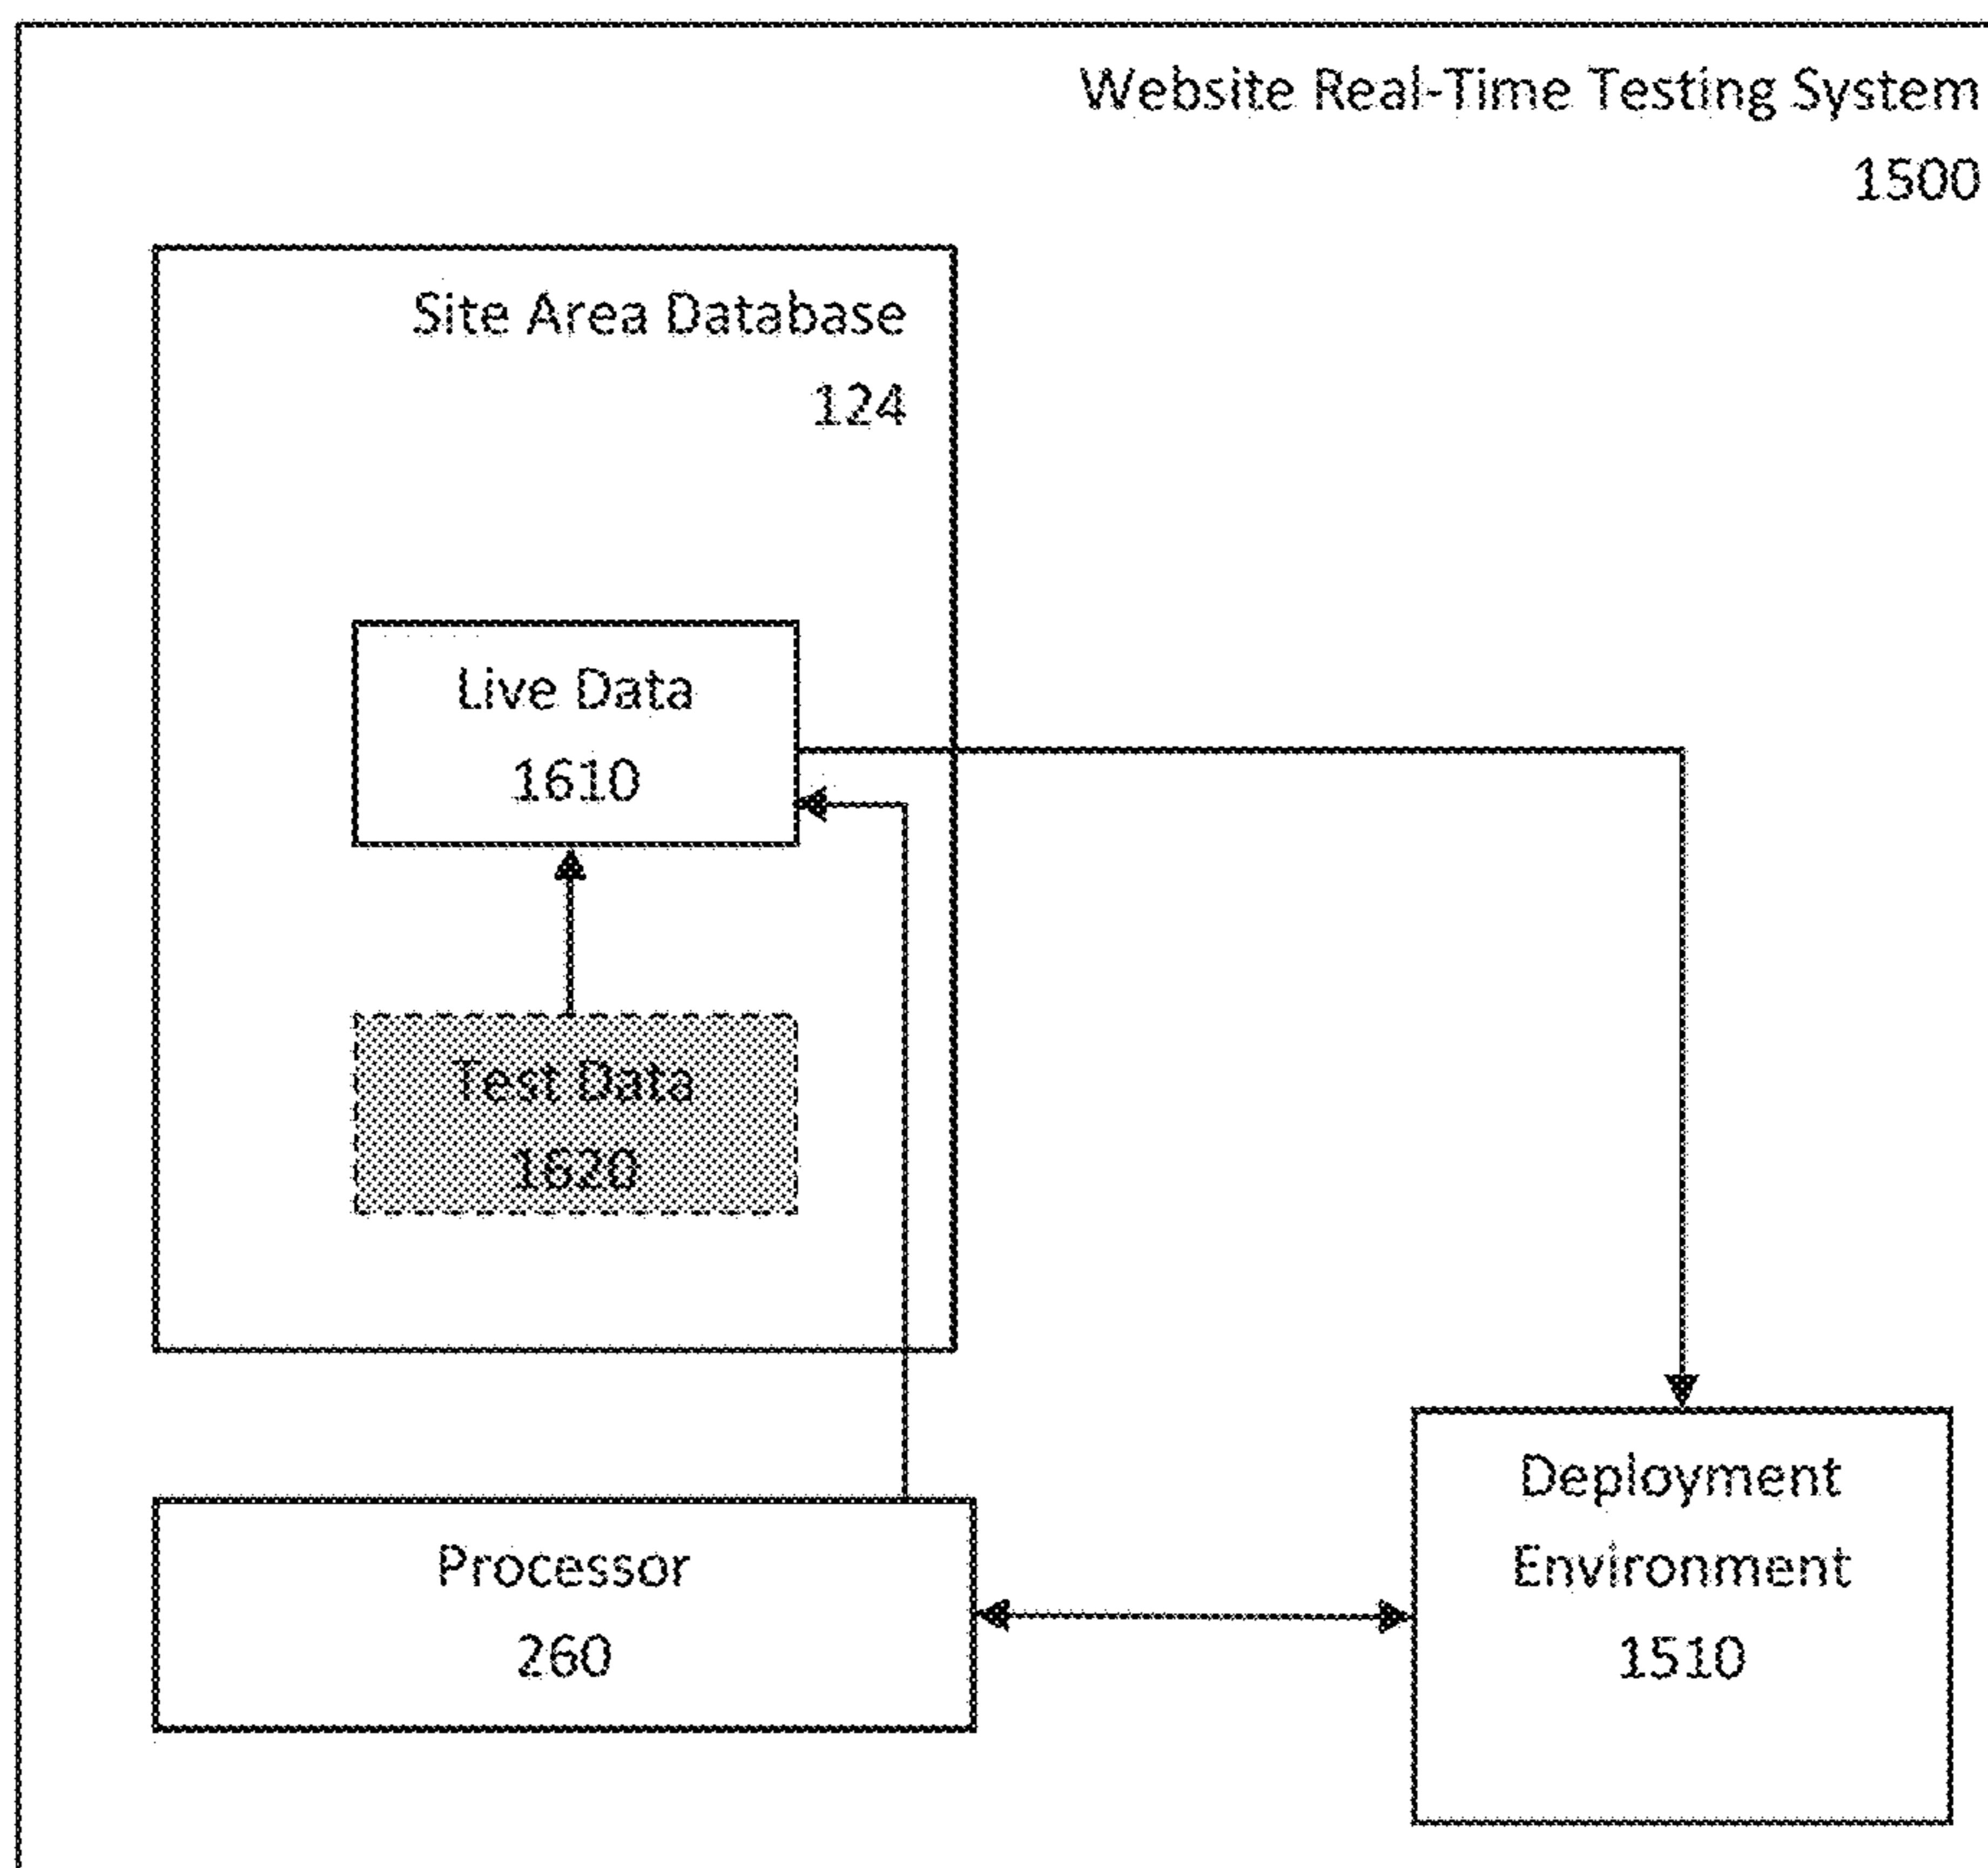 Website Real-Time Testing System
1500
Site Area Database
124
Live Data
1610
Test Data
1620
Processor
260
Deployment
Environment
1510